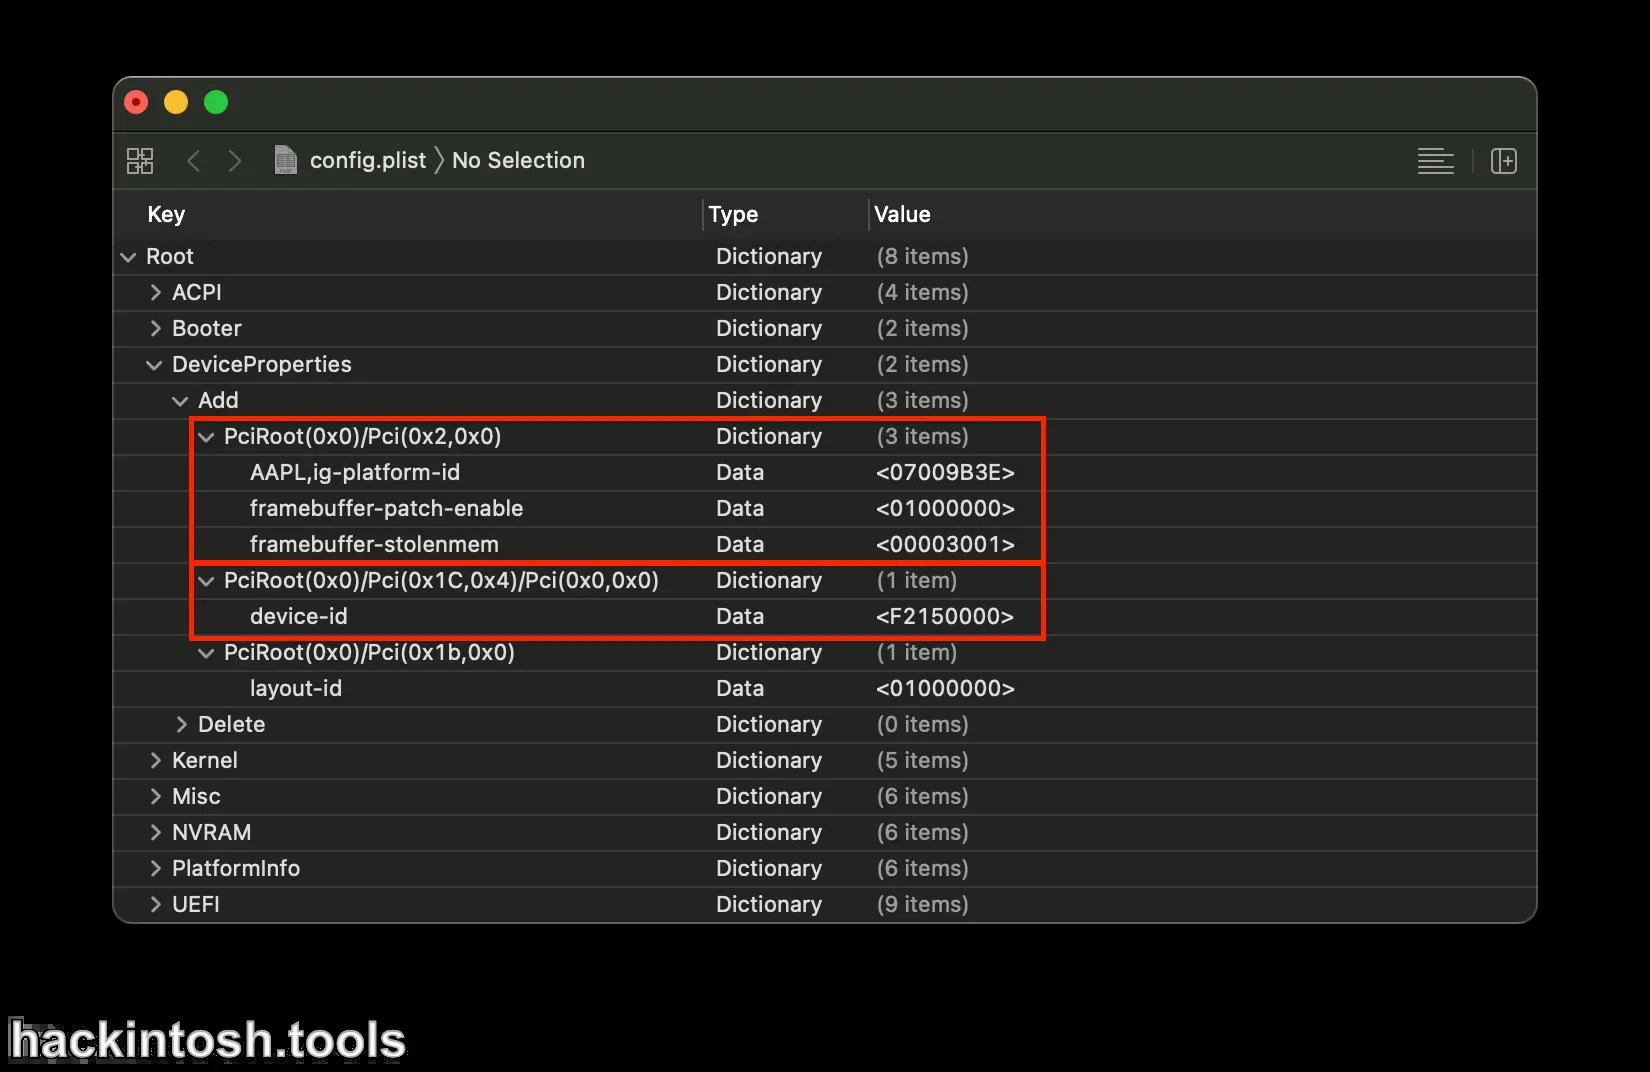 config.plist 〉 No Selection
Key Type Value
Root Dictionary (8 items)
ACPI Dictionary (4 items)
Booter Dictionary (2 items)
DeviceProperties Dictionary (2 items)
Add Dictionary (3 items)
PciRoot(0x0)/Pci(0x2,0x0) Dictionary (3 items)
AAPL,ig-platform-id Data <07009B3E>
framebuffer-patch-enable Data <01000000>
framebuffer-stolenmem Data <00003001>
PciRoot(0x0)/Pci(0x1C,0x4)/Pci(0x0,0x0) Dictionary (1 item)
device-id Data <F2150000>
PciRoot(0x0)/Pci(0x1b,0x0) Dictionary (1 item)
layout-id Data <01000000>
Delete Dictionary (0 items)
Kernel Dictionary (5 items)
Misc Dictionary (6 items)
NVRAM Dictionary (6 items)
PlatformInfo Dictionary (6 items)
UEFI Dictionary (9 items)
hackintosh.tools